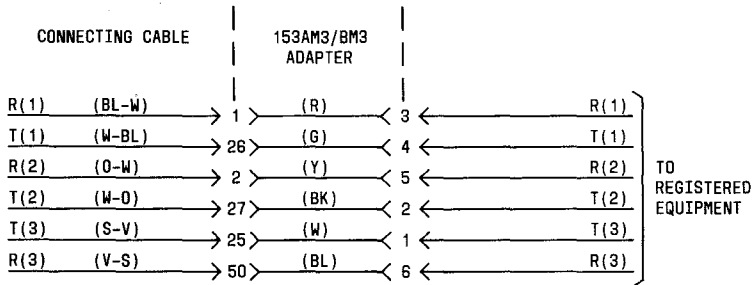 CONNECTING CABLE 153AM3/BM3
ADAPTER
R(1) (BL-W) 1 (R) 3 R(1)
T(1) (W-BL) 26 (G) 4 T(1)
R(2) (O-W) 2 (Y) 5 R(2)
T(2) (W-O) 27 (BK) 2 T(2)
T(3) (S-V) 25 (W) 1 T(3)
R(3) (V-S) 50 (BL) 6 R(3)
TO
REGISTERED
EQUIPMENT